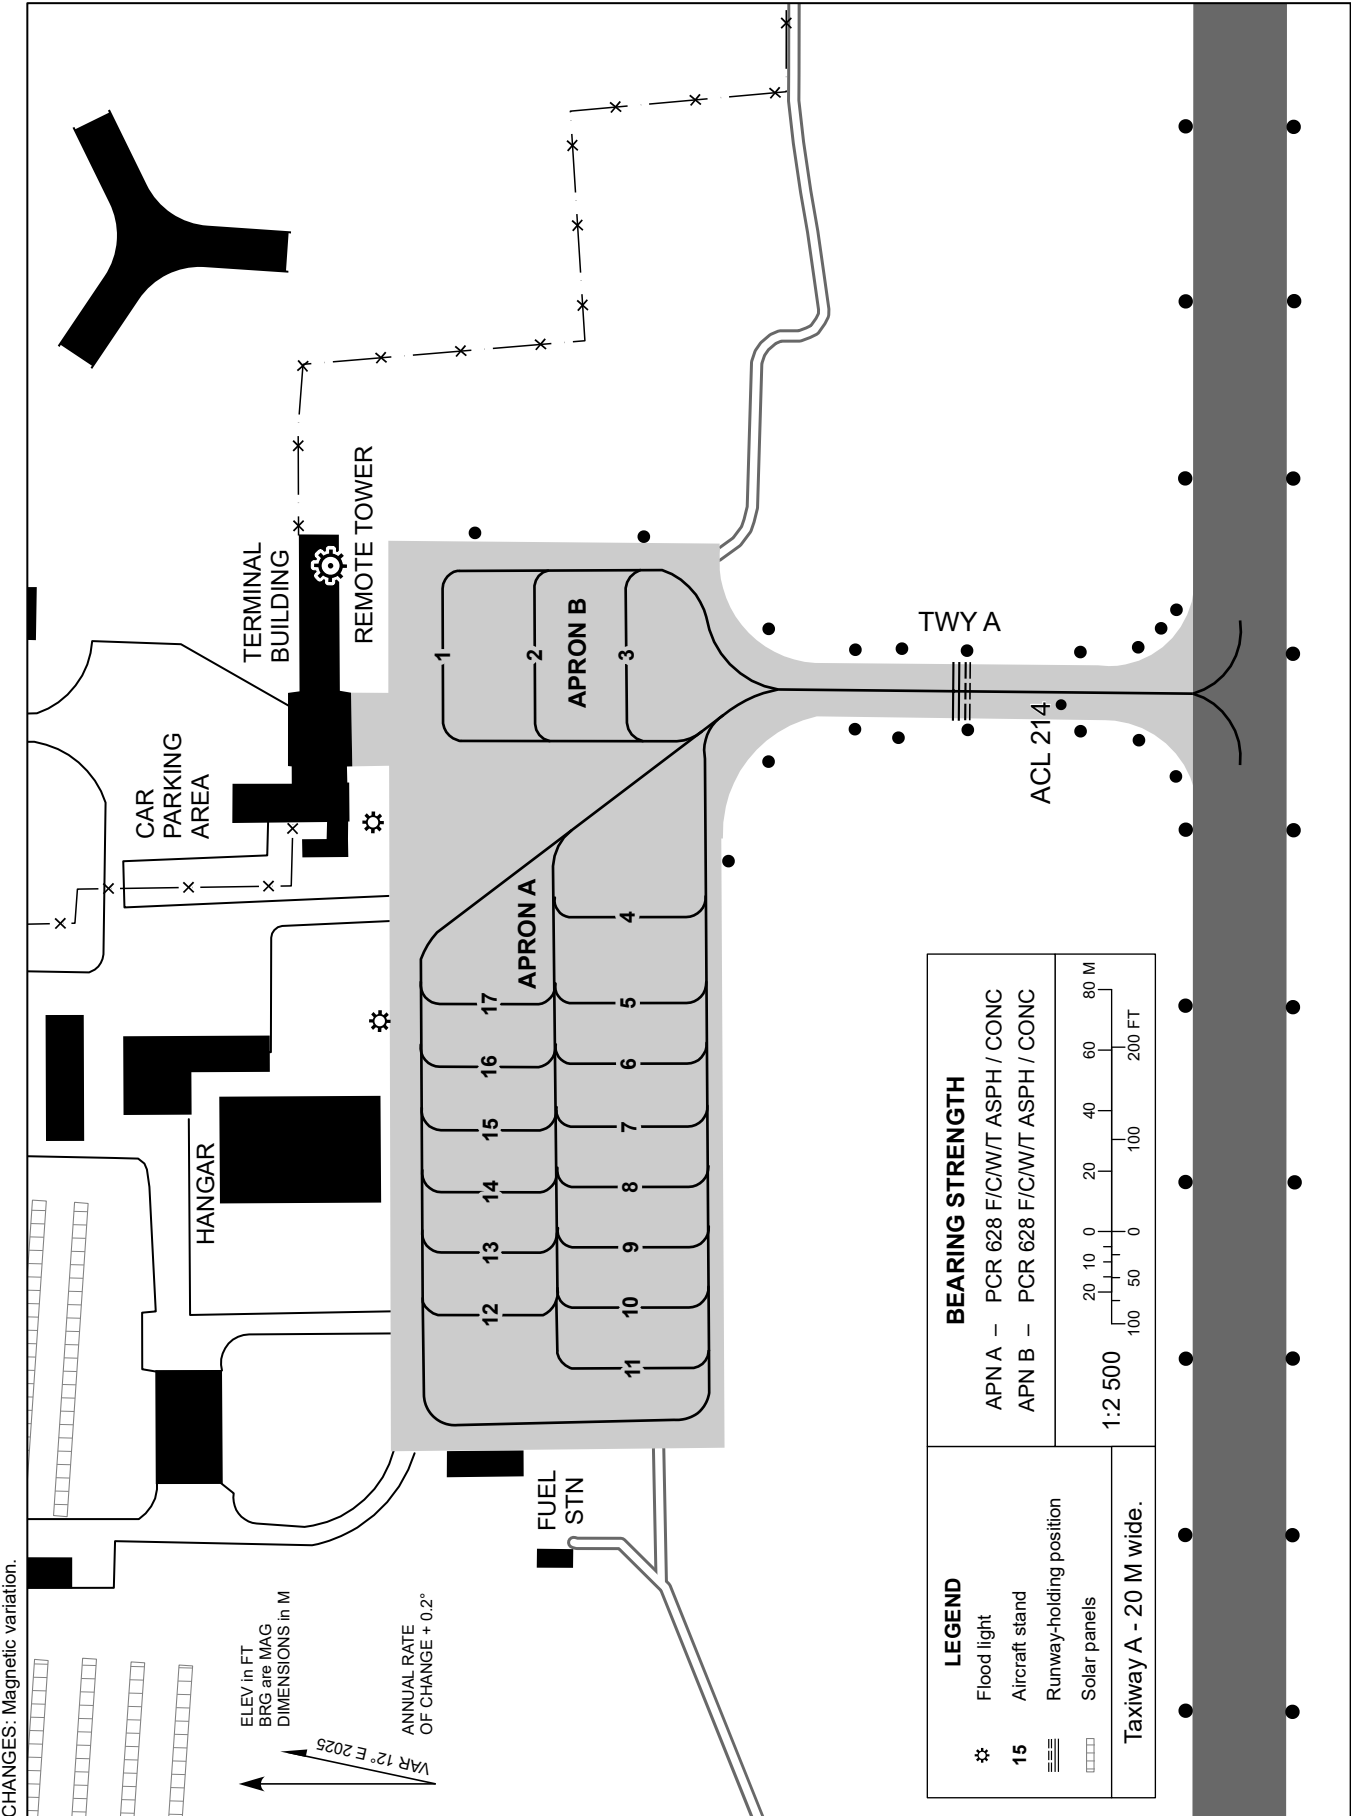 CHANGES: Magnetic variation.
ELEV in FT
BRG are MAG
DIMENSIONS in M
VAR 12° E 2025
ANNUAL RATE
OF CHANGE + 0.2°
HANGAR
CAR
PARKING
AREA
TERMINAL
BUILDING
REMOTE TOWER
FUEL
STN
APRON A
APRON B
1
2
3
4
5
6
7
8
9
10
11
12
13
14
15
16
17
TWY A
ACL 214
LEGEND
Flood light
15 Aircraft stand
Runway-holding position
Solar panels
Taxiway A - 20 M wide.
BEARING STRENGTH
APN A – PCR 628 F/C/W/T ASPH / CONC
APN B – PCR 628 F/C/W/T ASPH / CONC
1:2 500
20 10 0 20 40 60 80 M
100 50 0 100 200 FT